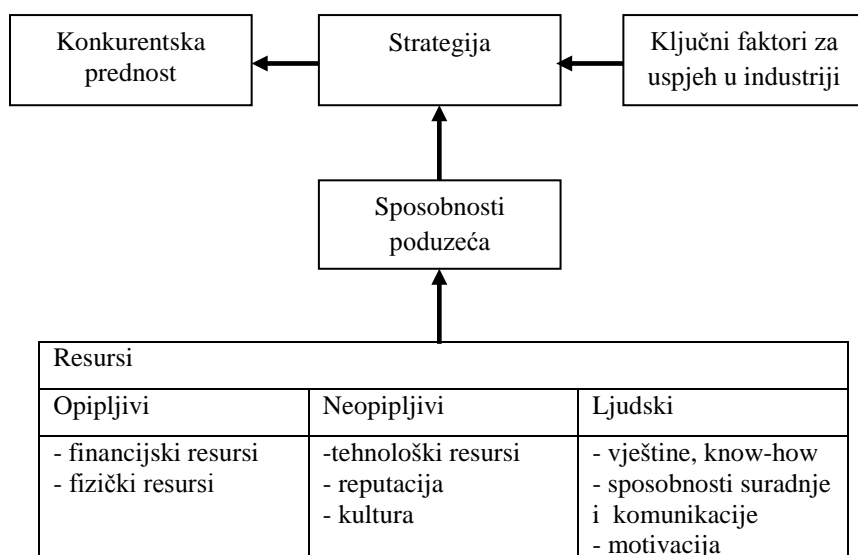 Konkurentska
prednost
Strategija
Ključni faktori za
uspjeh u industriji
Sposobnosti
poduzeća
Resursi
Opipljivi
- financijski resursi
- fizički resursi
Neopipljivi
-tehnološki resursi
- reputacija
- kultura
Ljudski
- vještine, know-how
- sposobnosti suradnje
i komunikacije
- motivacija